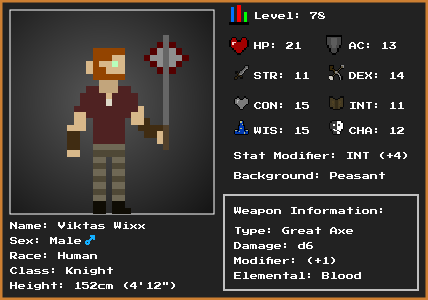 Level: 78
HP: 21
AC: 13
STR: 11
DEX: 14
CON: 15
INT: 11
WIS: 15
CHA: 12
Stat Modifier: INT (+4)
Background: Peasant
Name: Viktas Wixx
Sex: Male♂
Race: Human
Class: Knight
Height: 152cm (4'12")
Weapon Information:
Type: Great Axe
Damage: d6
Modifier: (+1)
Elemental: Blood